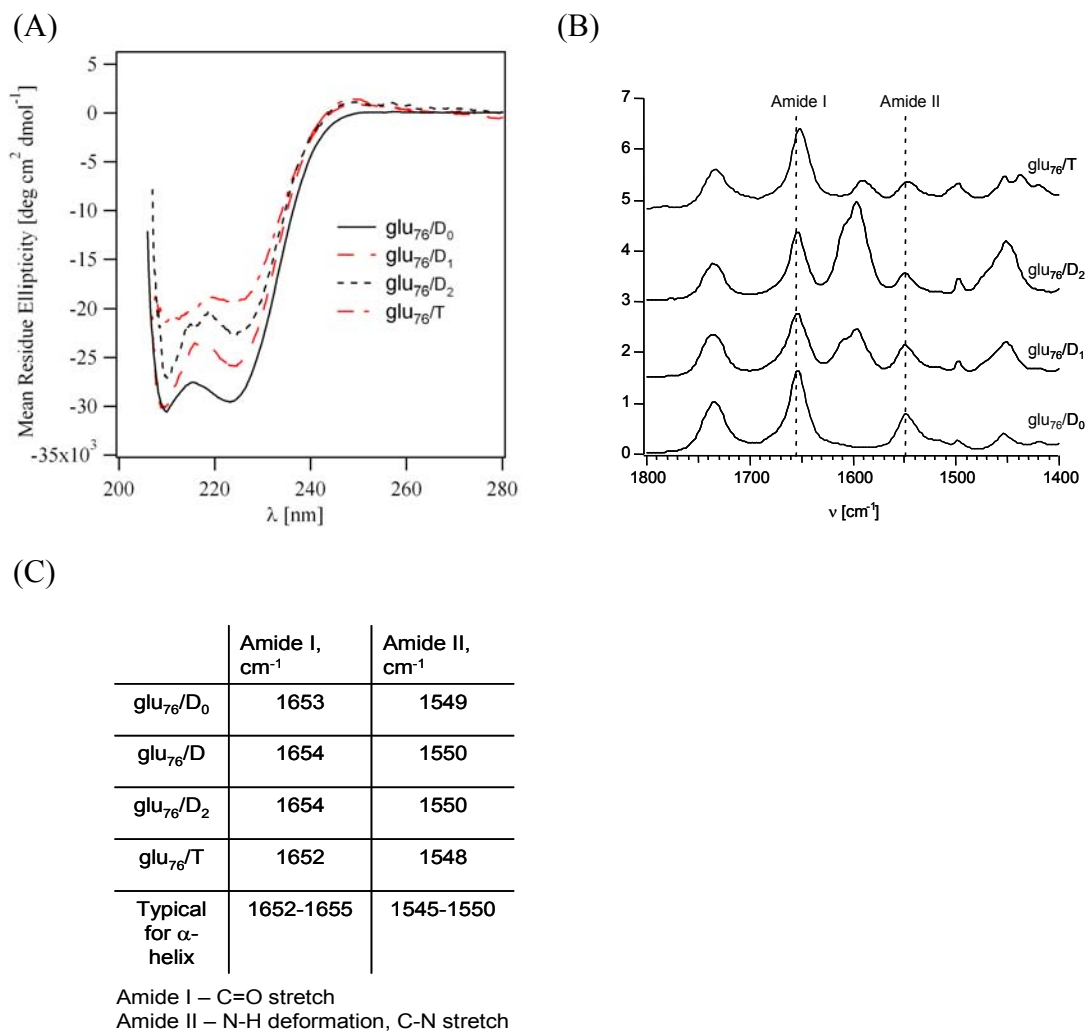 (A)
5
0
-5
-10
-15
-20
-25
-30
-35x10³
200
220
240
260
280
Mean Residue Ellipticity [deg cm² dmol⁻¹]
λ [nm]
glu₇₆/D₀
glu₇₆/D₁
glu₇₆/D₂
glu₇₆/T
(B)
Amide I
Amide II
7
6
5
4
3
2
1
0
glu₇₆/T
glu₇₆/D₂
glu₇₆/D₁
glu₇₆/D₀
1800
1700
1600
1500
1400
ν [cm⁻¹]
(C)
Amide I, cm⁻¹
Amide II, cm⁻¹
glu₇₆/D₀ 1653 1549
glu₇₆/D 1654 1550
glu₇₆/D₂ 1654 1550
glu₇₆/T 1652 1548
Typical for α-helix 1652-1655 1545-1550
Amide I – C=O stretch
Amide II – N-H deformation, C-N stretch